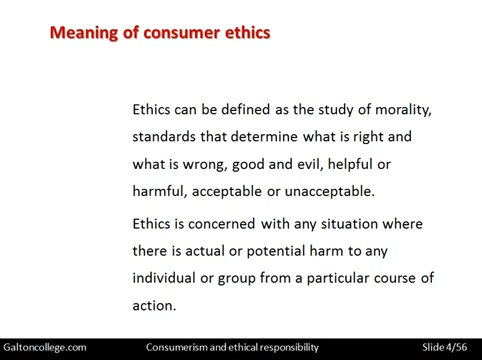 Meaning of consumer ethics
Ethics can be defined as the study of morality,
standards that determine what is right and
what is wrong, good and evil, helpful or
harmful, acceptable or unacceptable.
Ethics is concerned with any situation where
there is actual or potential harm to any
individual or group from a particular course of
action.
Galtoncollege.com Consumerism and ethical responsibility Slide 4/56